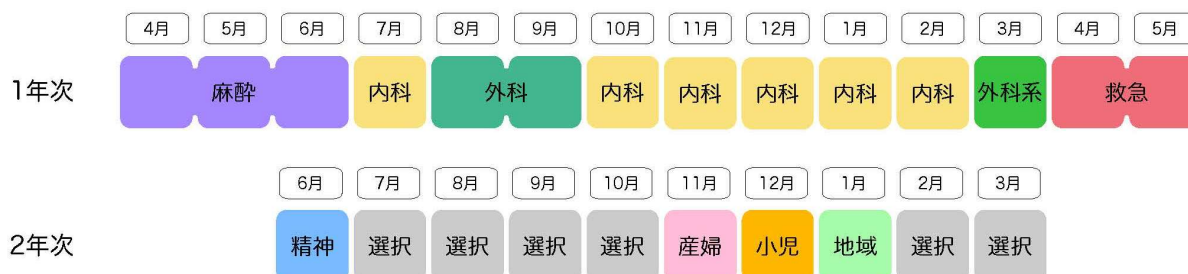 4月 5月 6月 7月 8月 9月 10月 11月 12月 1月 2月 3月 4月 5月
1年次 麻酔 内科 外科 内科 内科 内科 内科 内科 外科系 救急
6月 7月 8月 9月 10月 11月 12月 1月 2月 3月
2年次 精神 選択 選択 選択 選択 産婦 小児 地域 選択 選択